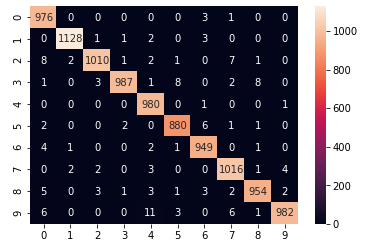 0 976 0 0 0 0 0 3 1 0 0
1 0 1128 1 1 2 0 3 0 0 0
2 8 2 1010 1 2 1 0 7 1 0
3 1 0 3 987 1 8 0 2 8 0
4 0 0 0 0 980 0 1 0 0 1
5 2 0 0 2 0 880 6 1 1 0
6 4 1 0 0 2 1 949 0 1 0
7 0 2 2 0 3 0 0 1016 1 4
8 5 0 3 1 3 1 3 2 954 2
9 6 0 0 0 11 3 0 6 1 982
0 1 2 3 4 5 6 7 8 9
1000
800
600
400
200
0